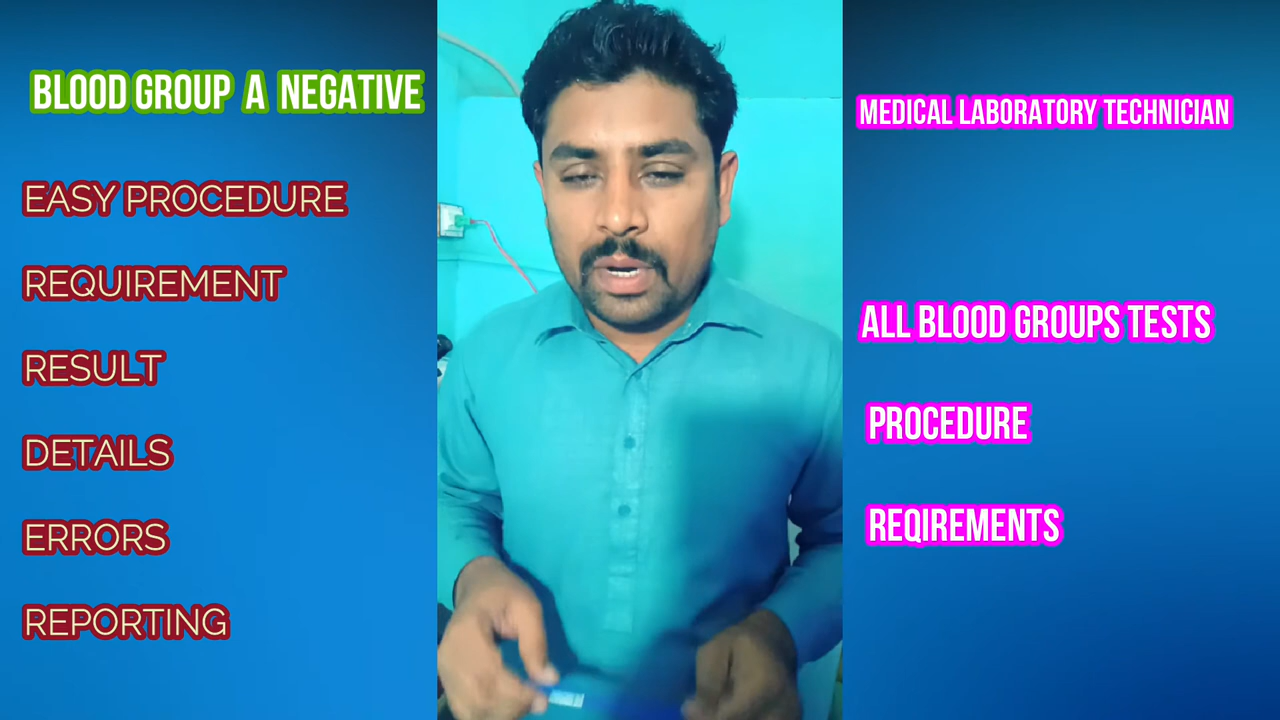 BLOOD GROUP A NEGATIVE
EASY PROCEDURE
REQUIREMENT
RESULT
DETAILS
ERRORS
REPORTING
MEDICAL LABORATORY TECHNICIAN
ALL BLOOD GROUPS TESTS
PROCEDURE
REQIREMENTS